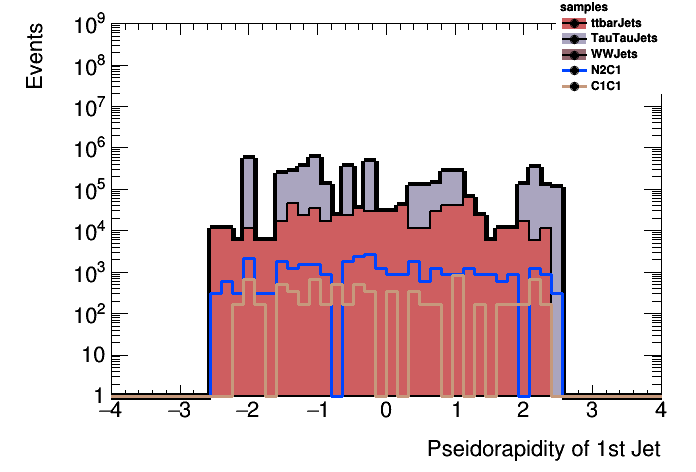 samples
ttbarJets
TauTauJets
WWJets
N2C1
C1C1
Events
10⁹
10⁸
10⁷
10⁶
10⁵
10⁴
10³
10²
10
1
−4 −3 −2 −1 0 1 2 3 4
Pseidorapidity of 1st Jet